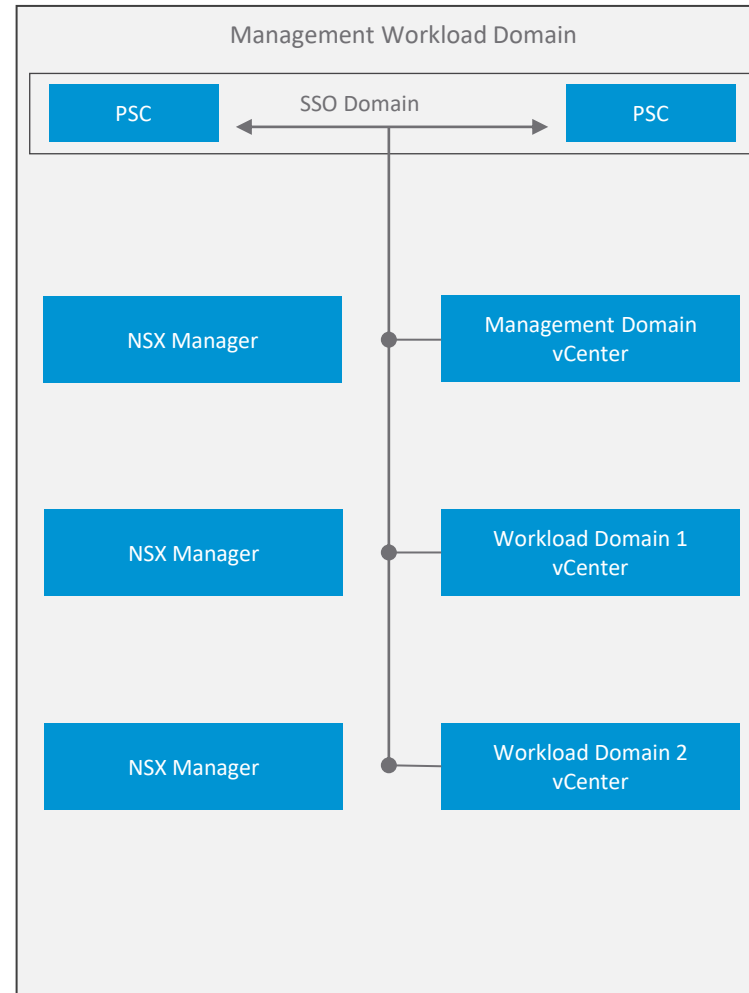 Management Workload Domain
PSC
SSO Domain
PSC
NSX Manager
Management Domain
vCenter
NSX Manager
Workload Domain 1
vCenter
NSX Manager
Workload Domain 2
vCenter